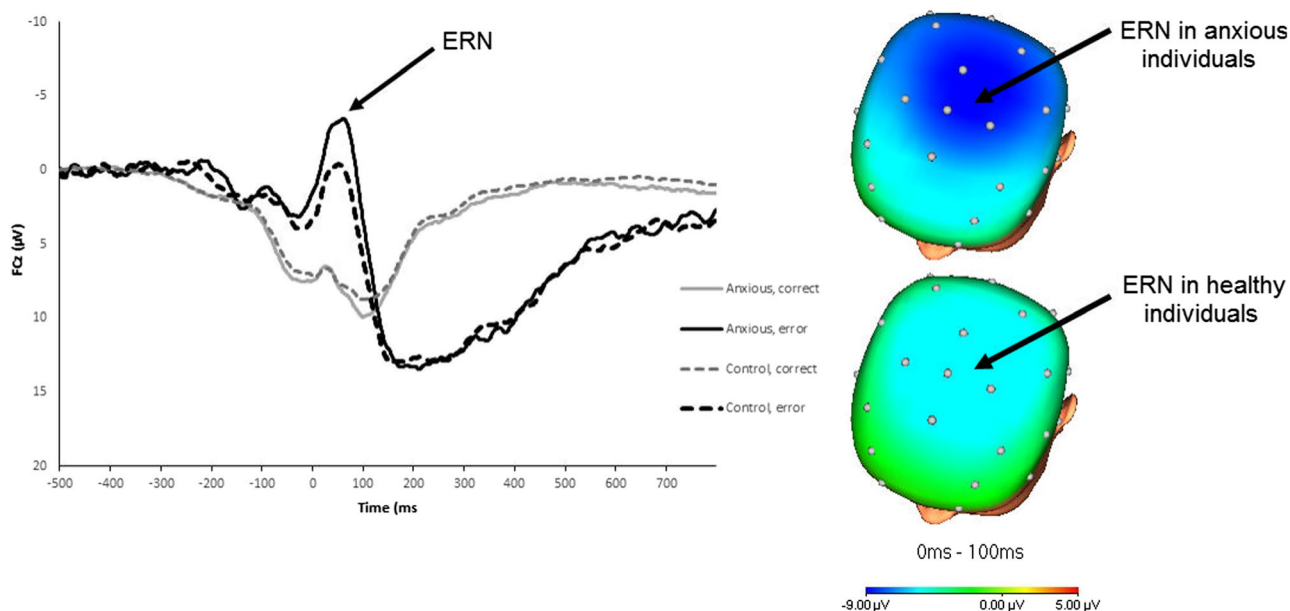 -10
-5
0
5
10
15
20
FCz (µV)
-500
-400
-300
-200
-100
0
100
200
300
400
500
600
700
Time (ms
ERN
Anxious, correct
Anxious, error
Control, correct
Control, error
ERN in anxious
individuals
ERN in healthy
individuals
0ms - 100ms
-9.00 µV
0.00 µV
5.00 µV